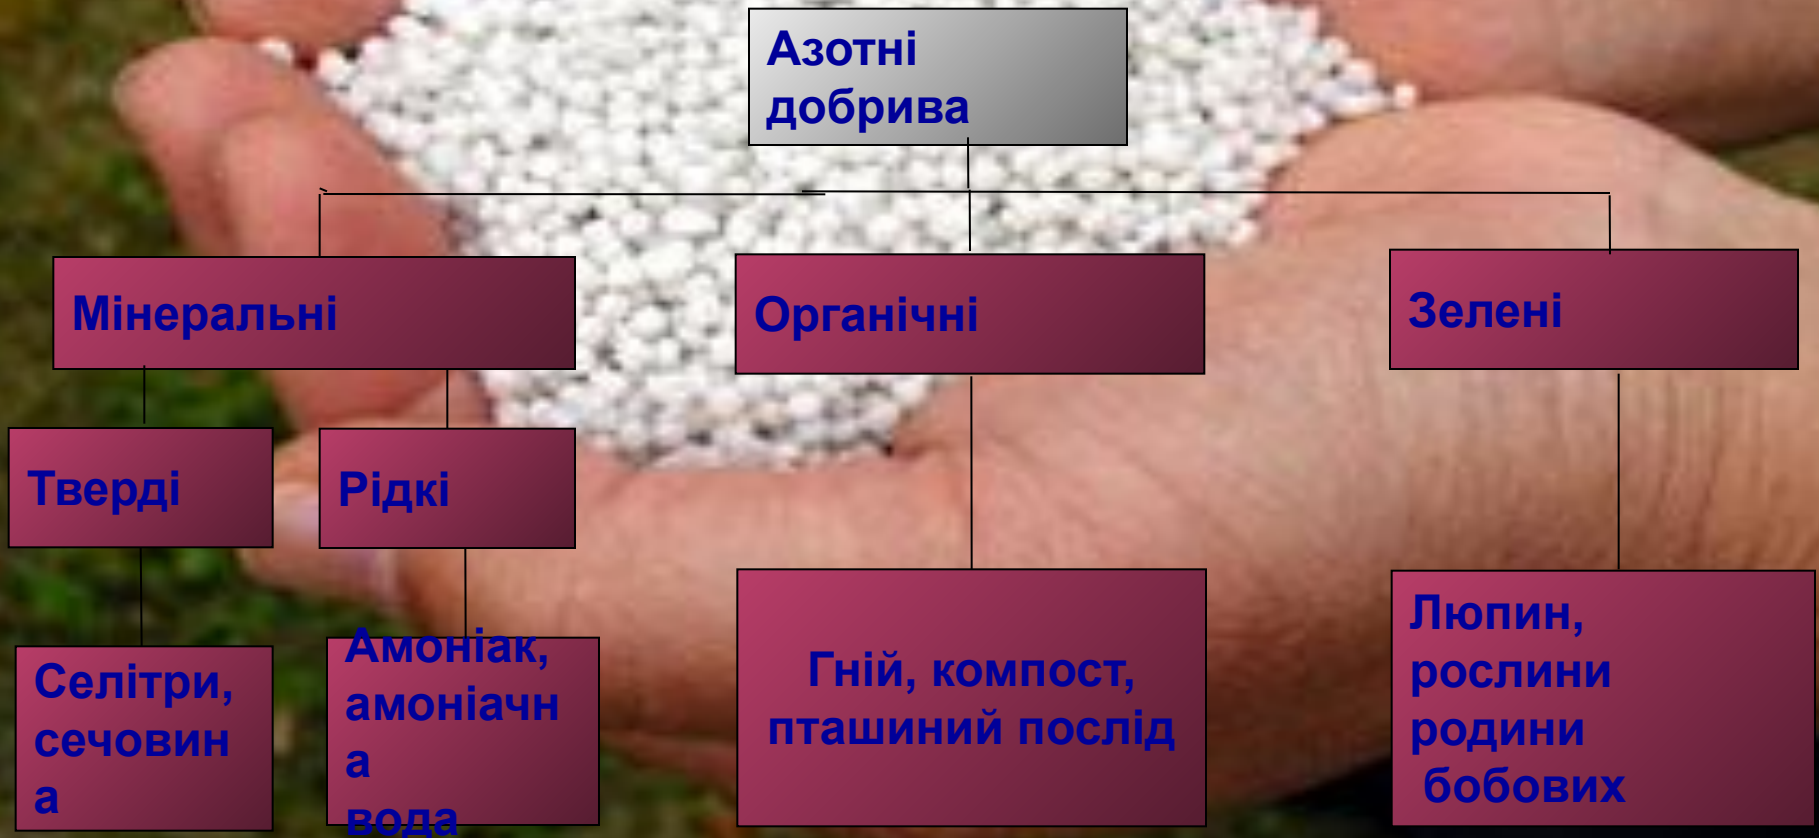 Азотні
добрива
Мінеральні
Органічні
Зелені
Тверді
Рідкі
Селітри,
сечовин
а
Амоніак,
амоніачн
а
вода
Гній, компост,
пташиний послід
Люпин,
рослини
родини
бобових